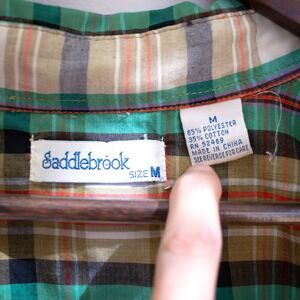 Saddlebrook
SIZE M
M
65% POLYESTER
35% COTTON
RN 52469
MADE IN CHINA
SEE REVERSE FOR CARE